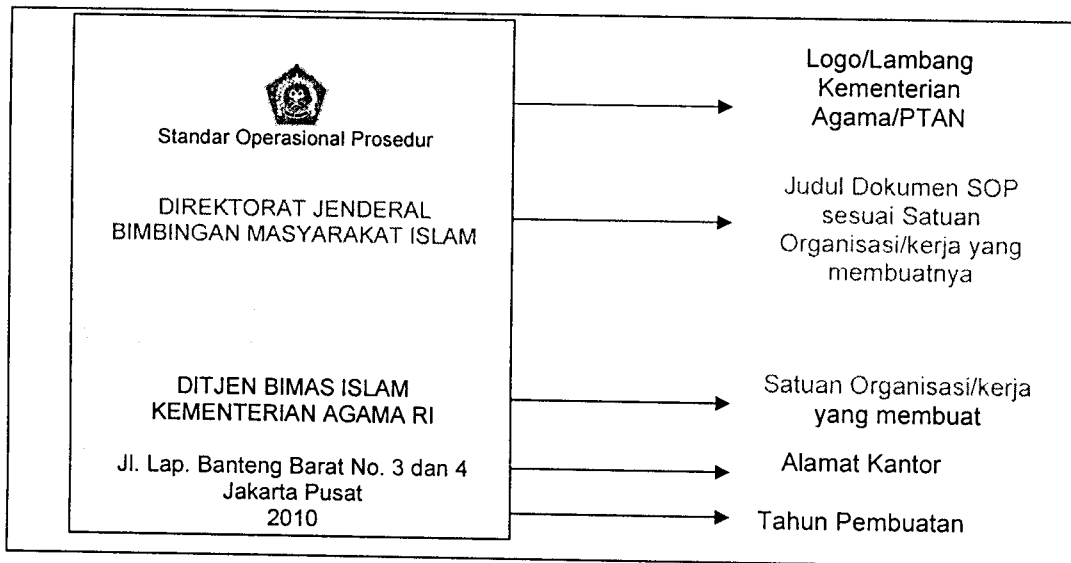 Standar Operasional Prosedur
DIREKTORAT JENDERAL
BIMBINGAN MASYARAKAT ISLAM
DITJEN BIMAS ISLAM
KEMENTERIAN AGAMA RI
Jl. Lap. Banteng Barat No. 3 dan 4
Jakarta Pusat
2010
Logo/Lambang
Kementerian
Agama/PTAN
Judul Dokumen SOP
sesuai Satuan
Organisasi/kerja yang
membuatnya
Satuan Organisasi/kerja
yang membuat
Alamat Kantor
Tahun Pembuatan